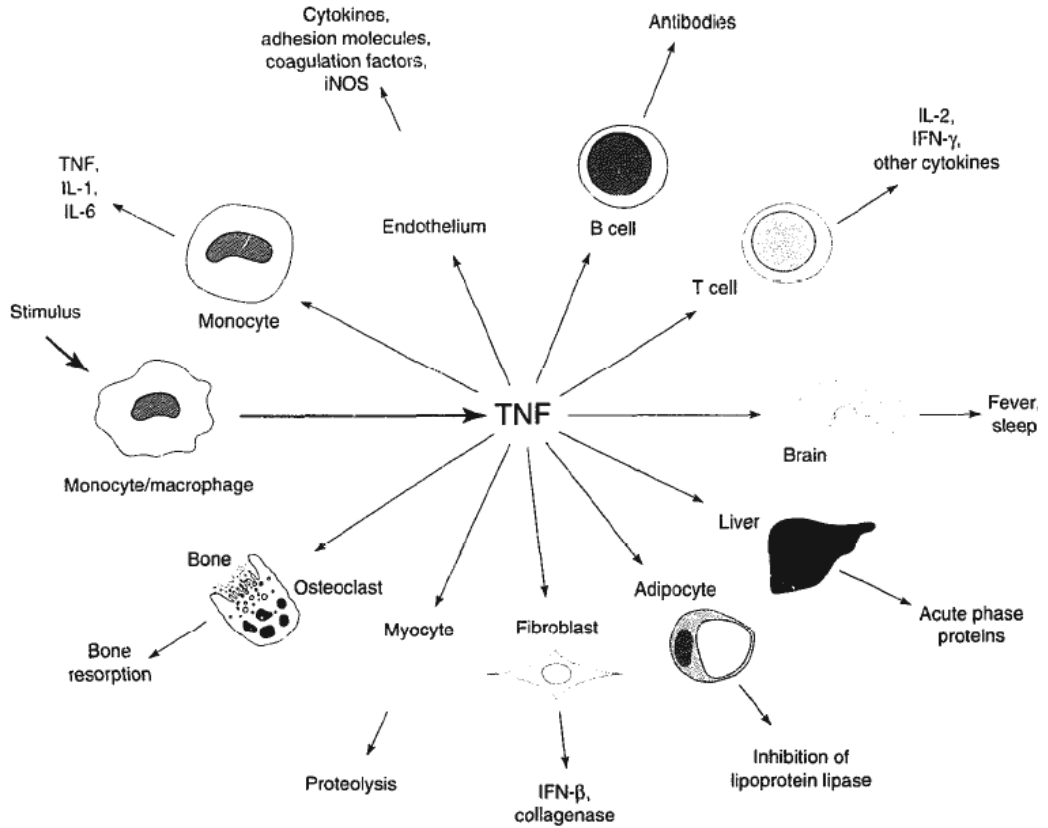 Cytokines,
adhesion molecules,
coagulation factors,
iNOS
Antibodies
IL-2,
IFN-γ,
other cytokines
TNF,
IL-1,
IL-6
Endothelium
B cell
T cell
Stimulus
Monocyte
TNF
Monocyte/macrophage
Brain
Fever,
sleep
Liver
Bone
Osteoclast
Adipocyte
Myocyte
Fibroblast
Acute phase
proteins
Bone
resorption
Proteolysis
IFN-β,
collagenase
Inhibition of
lipoprotein lipase